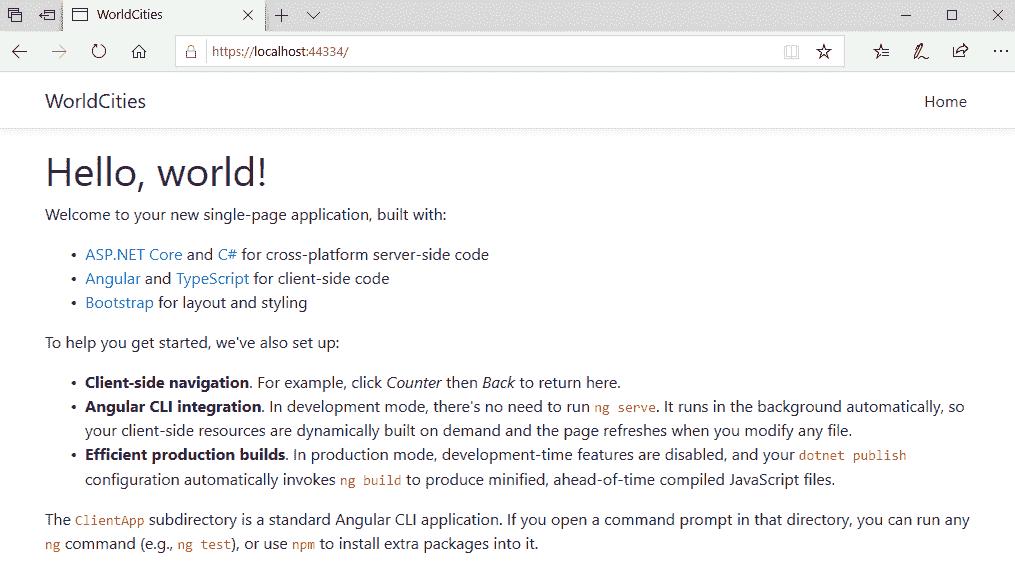 WorldCities
https://localhost:44334/
WorldCities
Home
Hello, world!
Welcome to your new single-page application, built with:
• ASP.NET Core and C# for cross-platform server-side code
• Angular and TypeScript for client-side code
• Bootstrap for layout and styling
To help you get started, we've also set up:
• Client-side navigation. For example, click Counter then Back to return here.
• Angular CLI integration. In development mode, there's no need to run ng serve. It runs in the background automatically, so
your client-side resources are dynamically built on demand and the page refreshes when you modify any file.
• Efficient production builds. In production mode, development-time features are disabled, and your dotnet publish
configuration automatically invokes ng build to produce minified, ahead-of-time compiled JavaScript files.
The ClientApp subdirectory is a standard Angular CLI application. If you open a command prompt in that directory, you can run any
ng command (e.g., ng test), or use npm to install extra packages into it.